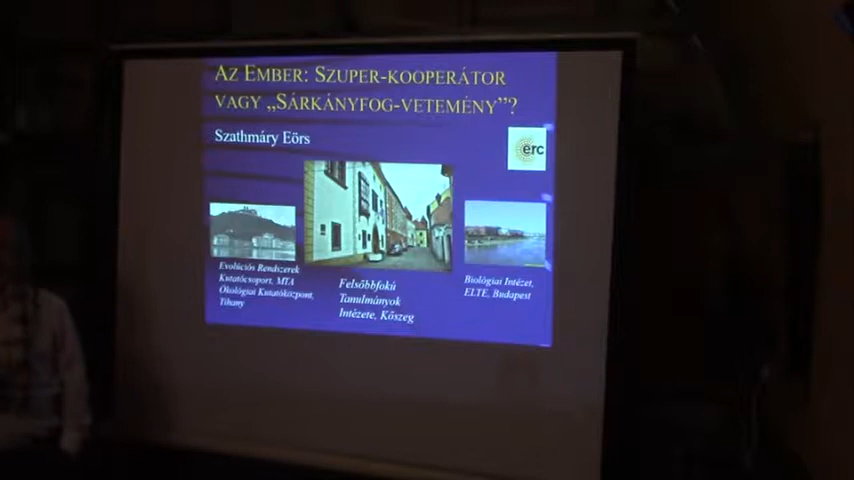 AZ EMBER: SZUPER-KOOPERÁTOR
VAGY „SÁRKÁNYFOG-VETEMÉNY”?
Szathmáry Eörs
erc
Evolúciós Rendszerek
Kutatócsoport, MTA
Ökológiai Kutatóközpont,
Tihany
Felsőbbfokú
Tanulmányok
Intézete, Kőszeg
Biológiai Intézet,
ELTE, Budapest